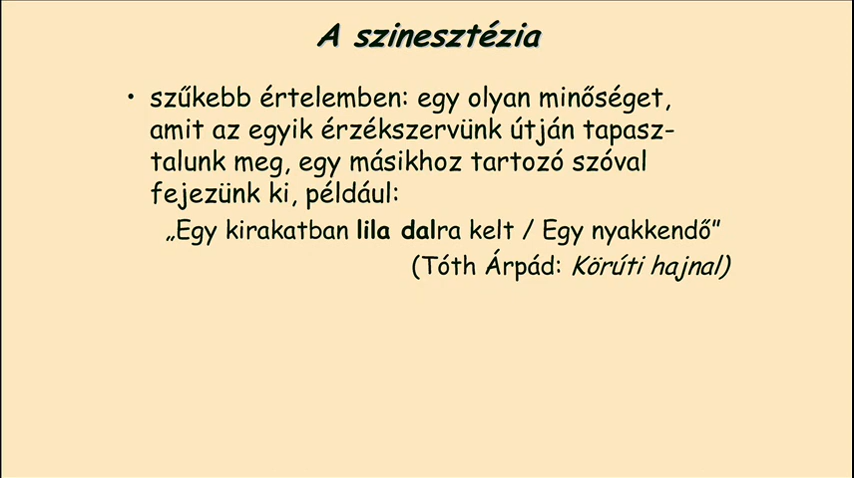 A szinesztézia
• szűkebb értelemben: egy olyan minőséget,
amit az egyik érzékszervünk útján tapasz-
talunk meg, egy másikhoz tartozó szóval
fejezünk ki, például:
„Egy kirakatban lila dalra kelt / Egy nyakkendő”
(Tóth Árpád: Körúti hajnal)